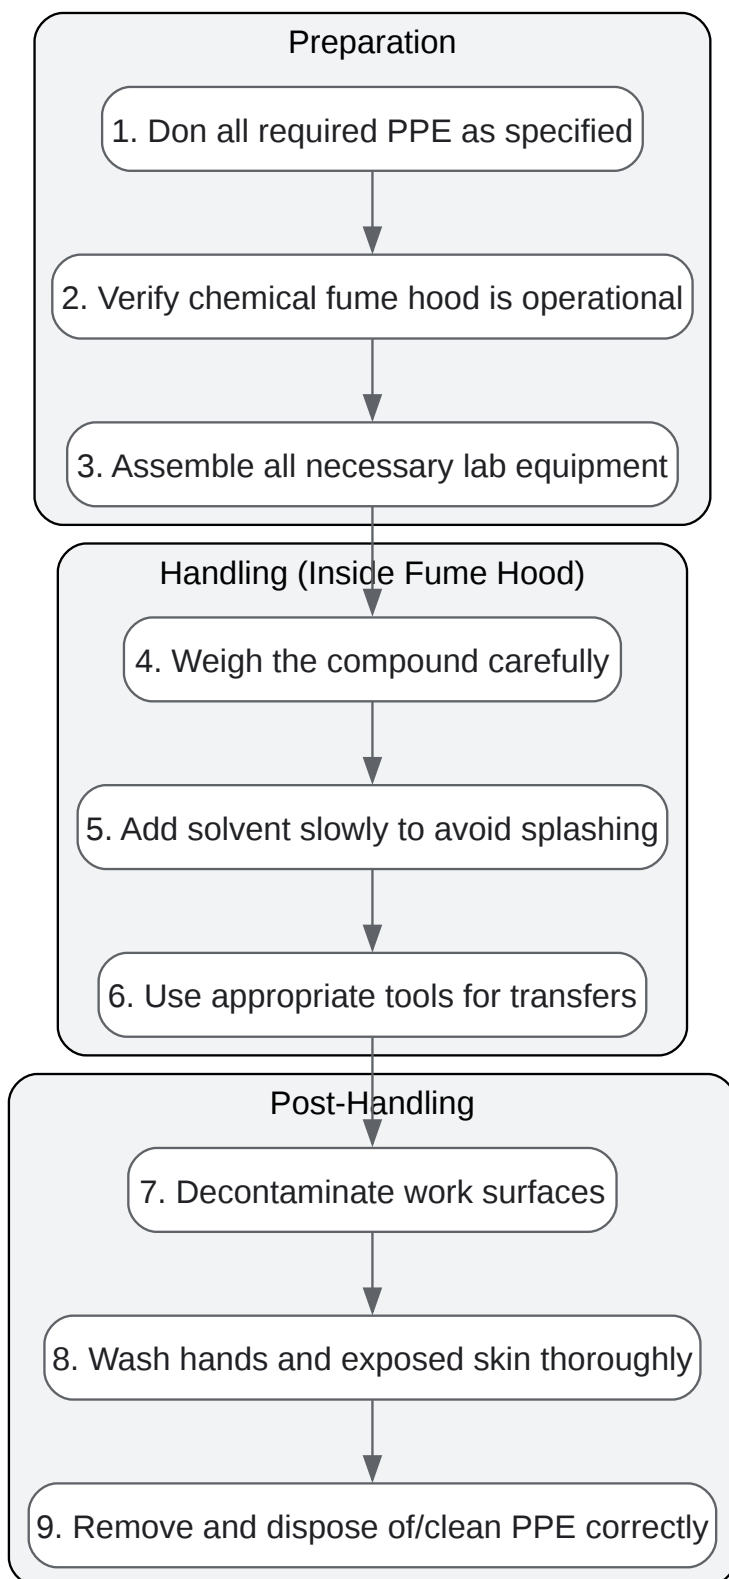 Preparation
1. Don all required PPE as specified
2. Verify chemical fume hood is operational
3. Assemble all necessary lab equipment
Handling (Inside Fume Hood)
4. Weigh the compound carefully
5. Add solvent slowly to avoid splashing
6. Use appropriate tools for transfers
Post-Handling
7. Decontaminate work surfaces
8. Wash hands and exposed skin thoroughly
9. Remove and dispose of/clean PPE correctly